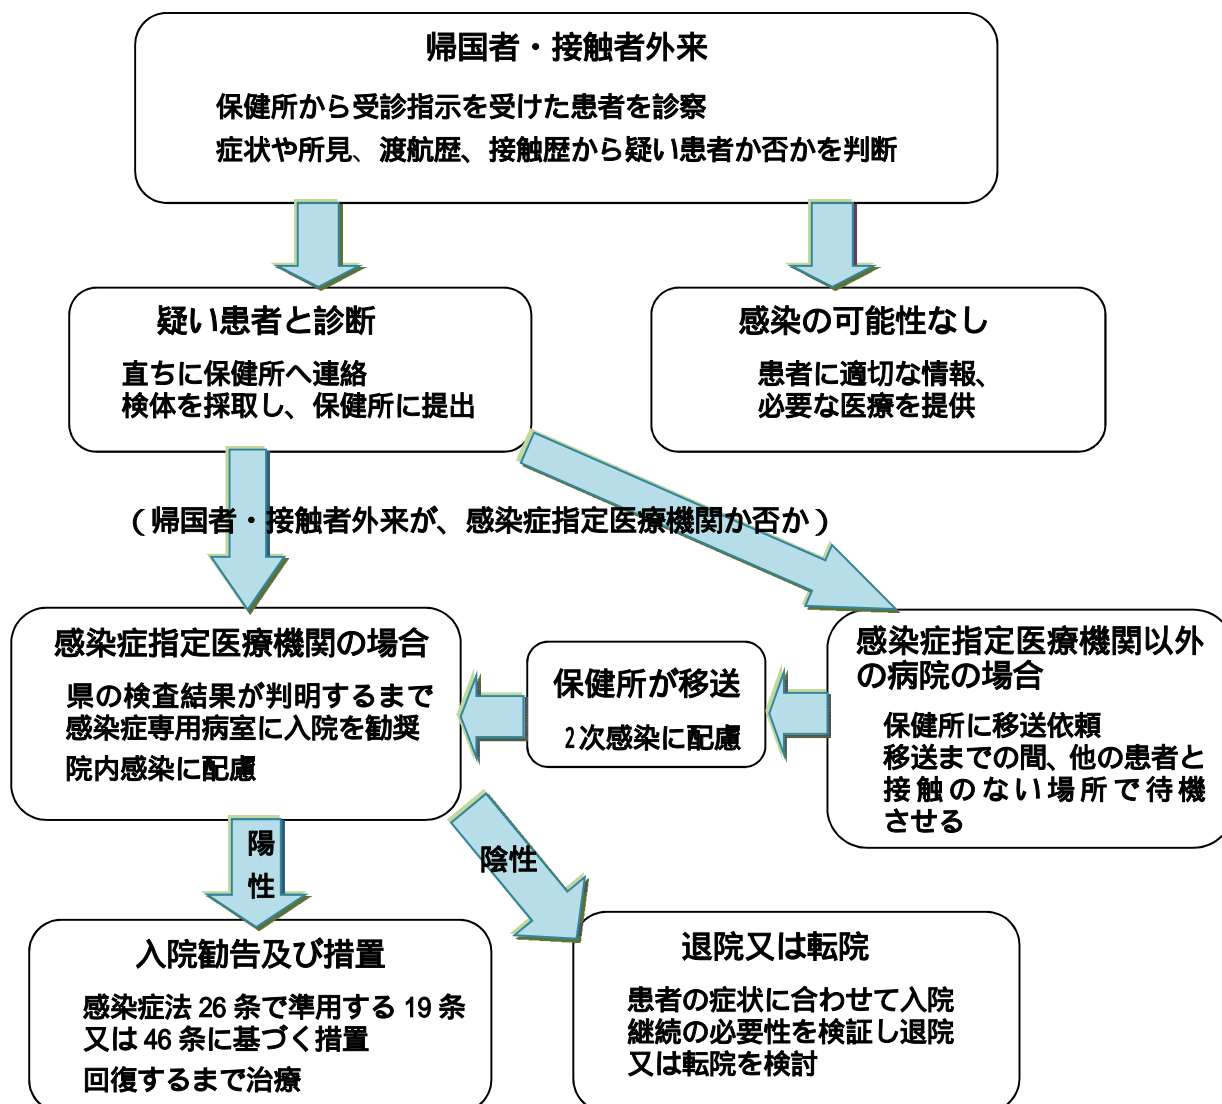 帰国者・接触者外来
保健所から受診指示を受けた患者を診察
症状や所見、渡航歴、接触歴から疑い患者か否かを判断
疑い患者と診断
直ちに保健所へ連絡
検体を採取し、保健所に提出
感染の可能性なし
患者に適切な情報、
必要な医療を提供
（帰国者・接触者外来が、感染症指定医療機関か否か）
感染症指定医療機関の場合
県の検査結果が判明するまで
感染症専用病室に入院を勧奨
院内感染に配慮
保健所が移送
2次感染に配慮
感染症指定医療機関以外
の病院の場合
保健所に移送依頼
移送までの間、他の患者と
接触のない場所で待機
させる
陽
性
陰性
入院勧告及び措置
感染症法 26 条で準用する 19 条
又は 46 条に基づく措置
回復するまで治療
退院又は転院
患者の症状に合わせて入院
継続の必要性を検証し退院
又は転院を検討